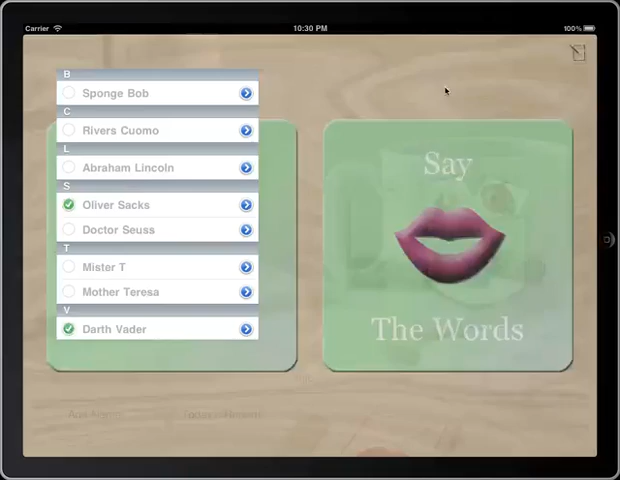 Carrier
10:30 PM
100%
B
Sponge Bob
C
Rivers Cuomo
L
Abraham Lincoln
S
Oliver Sacks
Doctor Seuss
T
Mister T
Mother Teresa
V
Darth Vader
Say
The Words